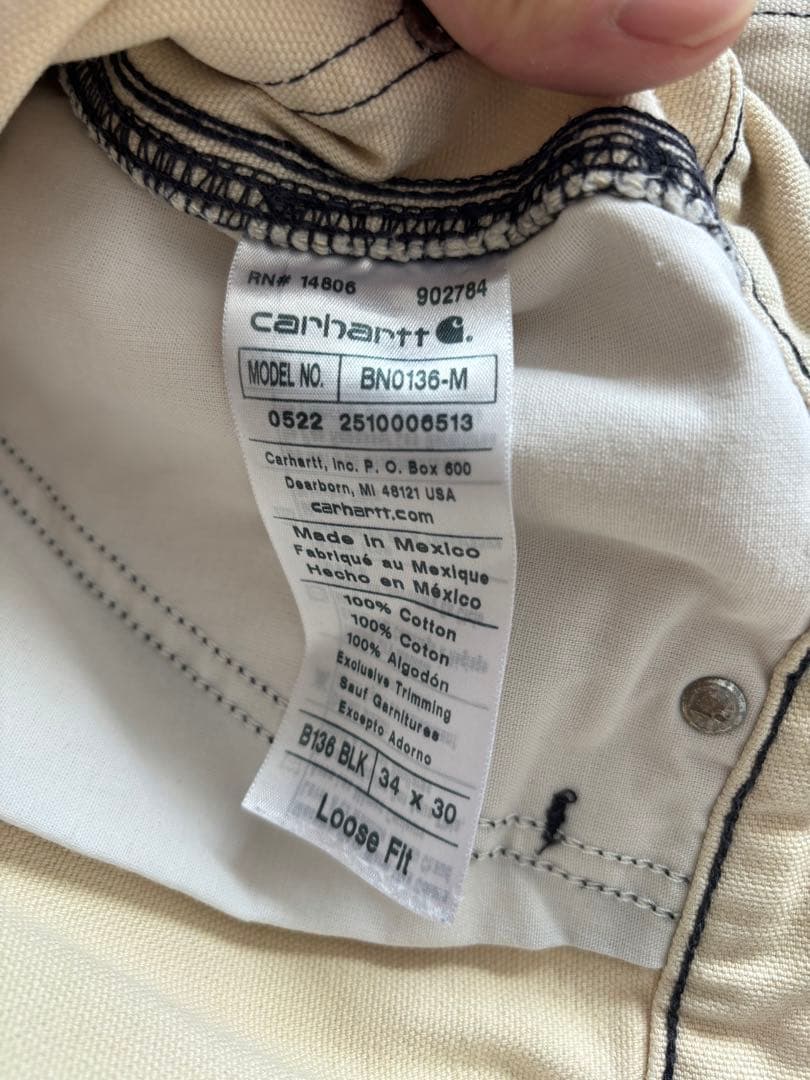 RN# 14806 902784
carhartt
MODEL NO. BN0136-M
0522 2510006513
Carhartt, Inc. P. O. Box 600
Dearborn, MI 48121 USA
carhartt.com
Made in Mexico
Fabriqué au Mexique
Hecho en México
100% Cotton
100% Coton
100% Algodón
Exclusive Trimming
Sauf Garnitures
Excepto Adorno
B136 BLK 34 x 30
Loose Fit